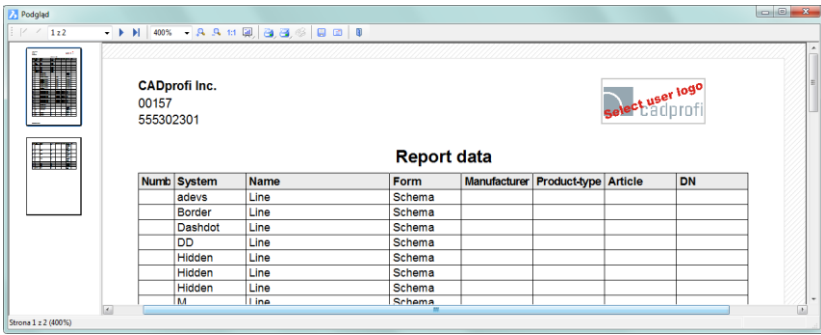 Podgląd
1 z 2 400% 1:1
CADprofi Inc.
00157
555302301
Select user logo
cadprofi
Report data
Numb System Name Form Manufacturer Product-type Article DN
adevs Line Schema
Border Line Schema
Dashdot Line Schema
DD Line Schema
Hidden Line Schema
Hidden Line Schema
Hidden Line Schema
M Line Schema
Strona 1 z 2 (400%)